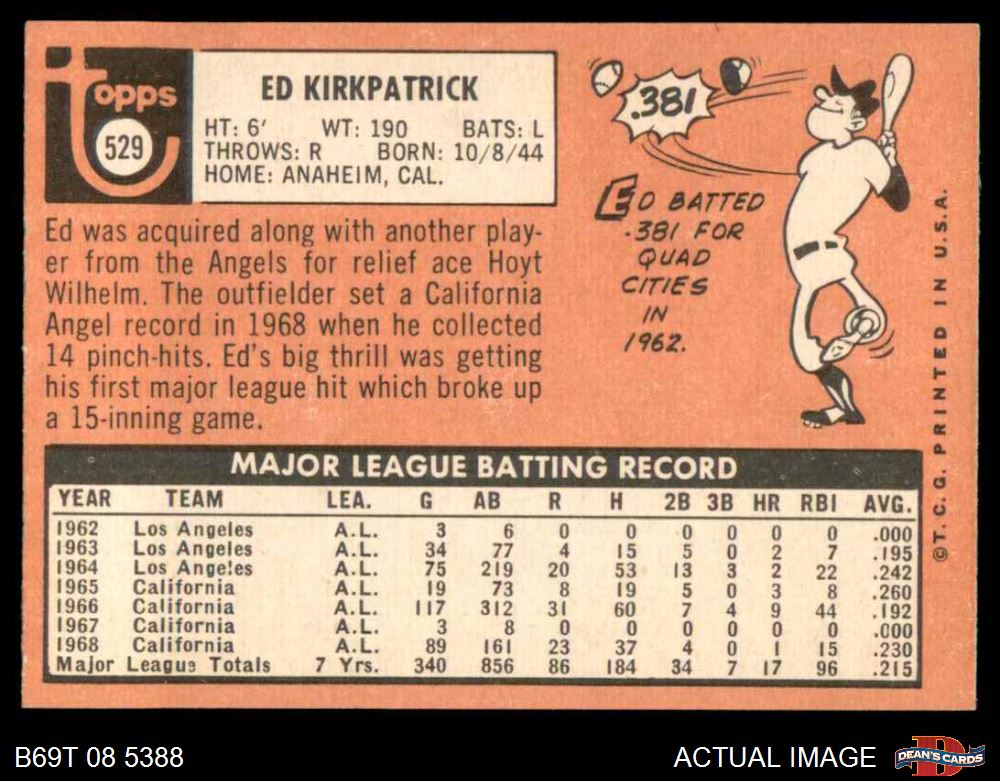 topps
529
ED KIRKPATRICK
HT: 6' WT: 190 BATS: L
THROWS: R BORN: 10/8/44
HOME: ANAHEIM, CAL.
Ed was acquired along with another play-
er from the Angels for relief ace Hoyt
Wilhelm. The outfielder set a California
Angel record in 1968 when he collected
14 pinch-hits. Ed's big thrill was getting
his first major league hit which broke up
a 15-inning game.
.381
ED BATTED
.381 FOR
QUAD
CITIES
IN
1962.
MAJOR LEAGUE BATTING RECORD
YEAR TEAM LEA. G AB R H 2B 3B HR RBI AVG.
1962 Los Angeles A.L. 3 6 0 0 0 0 0 0 .000
1963 Los Angeles A.L. 34 77 4 15 5 0 2 7 .195
1964 Los Angeles A.L. 75 219 20 53 13 3 2 22 .242
1965 California A.L. 19 73 8 19 5 0 3 8 .260
1966 California A.L. 117 312 31 60 7 4 9 44 .192
1967 California A.L. 3 8 0 0 0 0 0 0 .000
1968 California A.L. 89 161 23 37 4 0 1 15 .230
Major League Totals 7 Yrs. 340 856 86 184 34 7 17 96 .215
©T. C. G. PRINTED IN U.S.A.
B69T 08 5388
ACTUAL IMAGE
DEAN'S CARDS